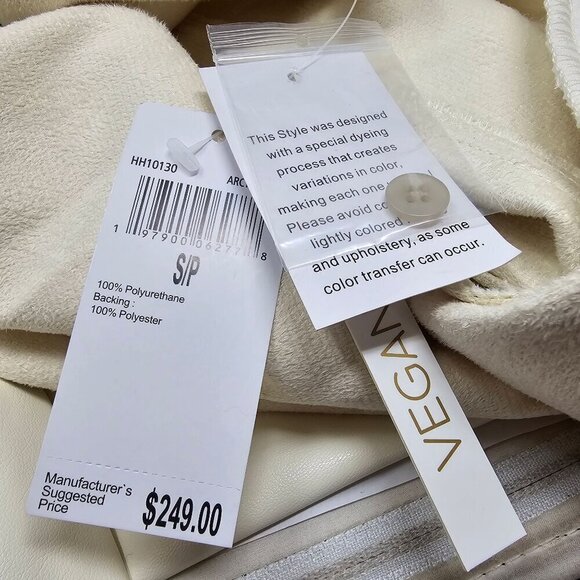 HH10130
ARC
1 97900 06277 8
S/P
100% Polyurethane
Backing :
100% Polyester
Manufacturer`s
Suggested
Price
$249.00
This Style was designed
with a special dyeing
process that creates
variations in color,
making each one
Please avoid
lightly colored
and upholstery, as some
color transfer can occur.
VEGAN